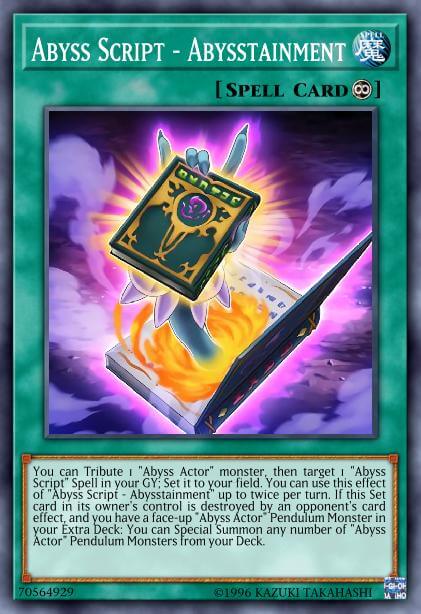 Abyss Script - Abysstainment
SPELL
魔
[Spell Card]
You can Tribute 1 "Abyss Actor" monster, then target 1 "Abyss
Script" Spell in your GY; Set it to your field. You can use this effect
of "Abyss Script - Abysstainment" up to twice per turn. If this Set
card in its owner's control is destroyed by an opponent's card
effect, and you have a face-up "Abyss Actor" Pendulum Monster in
your Extra Deck: You can Special Summon any number of "Abyss
Actor" Pendulum Monsters from your Deck.
70564929
©1996 KAZUKI TAKAHASHI